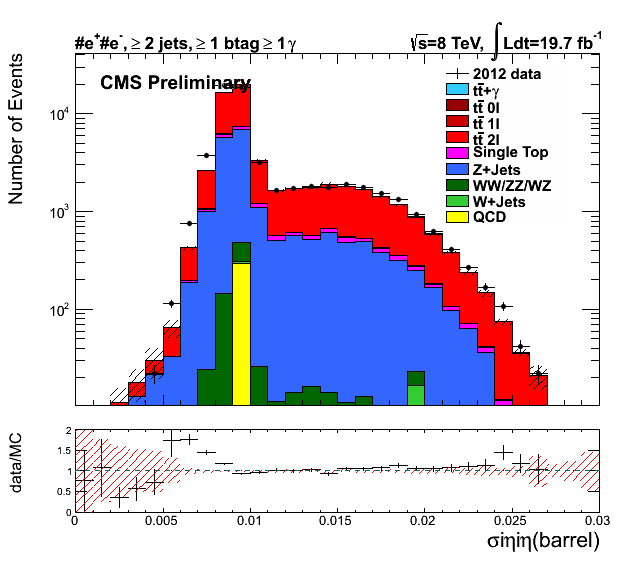 #e⁺#e⁻, ≥ 2 jets, ≥ 1 btag ≥ 1γ
√s=8 TeV, ∫ Ldt=19.7 fb⁻¹
CMS Preliminary
Number of Events
10⁴
10³
10²
2012 data
tt̄+γ
tt̄ 0l
tt̄ 1l
tt̄ 2l
Single Top
Z+Jets
WW/ZZ/WZ
W+Jets
QCD
data/MC
2
1.5
1
0.5
0
0 0.005 0.01 0.015 0.02 0.025 0.03
σiηiη(barrel)